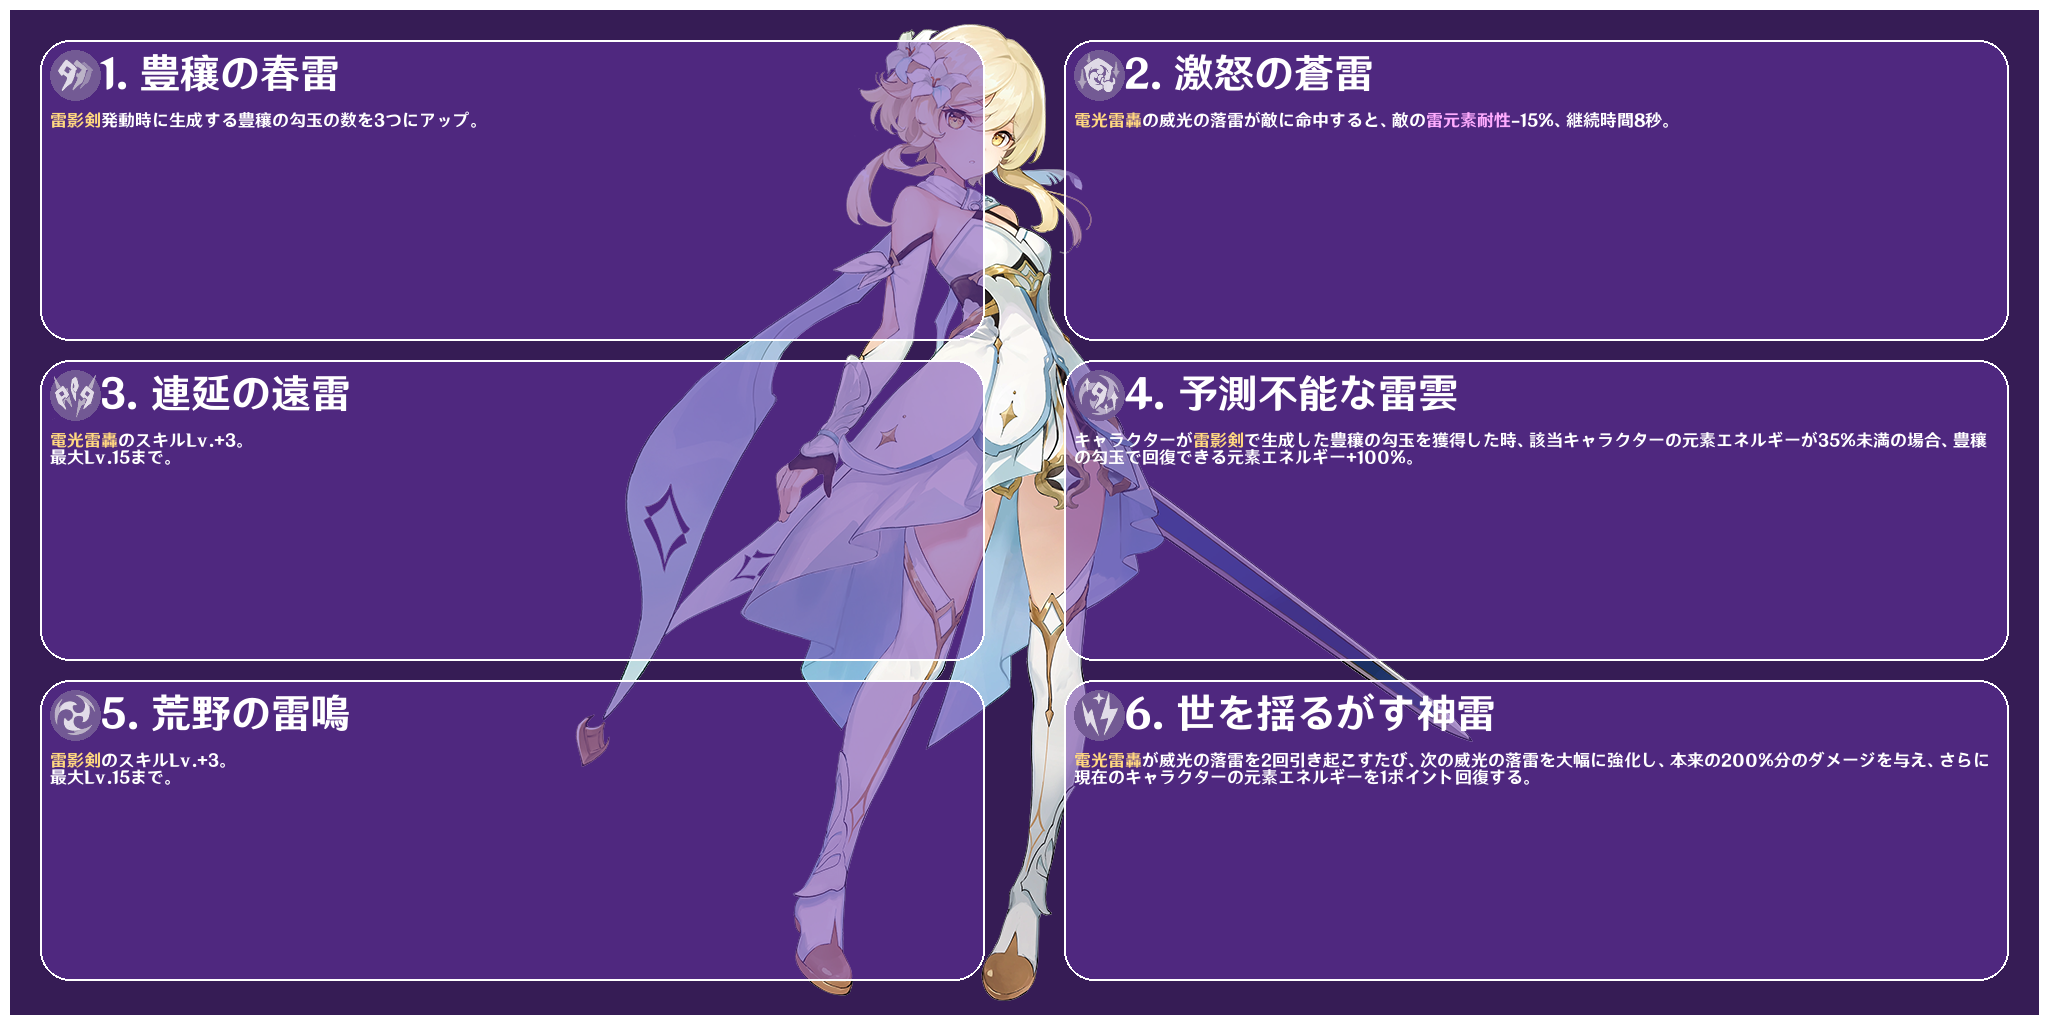 1. 豊穣の春雷
雷影剣発動時に生成する豊穣の勾玉の数を3つにアップ。
2. 激怒の蒼雷
電光雷轟の威光の落雷が敵に命中すると、敵の雷元素耐性-15%、継続時間8秒。
3. 連延の遠雷
電光雷轟のスキルLv.+3。
最大Lv.15まで。
4. 予測不能な雷雲
キャラクターが雷影剣で生成した豊穣の勾玉を獲得した時、該当キャラクターの元素エネルギーが35%未満の場合、豊穣
の勾玉で回復できる元素エネルギー+100%。
5. 荒野の雷鳴
雷影剣のスキルLv.+3。
最大Lv.15まで。
6. 世を揺るがす神雷
電光雷轟が威光の落雷を2回引き起こすたび、次の威光の落雷を大幅に強化し、本来の200%分のダメージを与え、さらに
現在のキャラクターの元素エネルギーを1ポイント回復する。